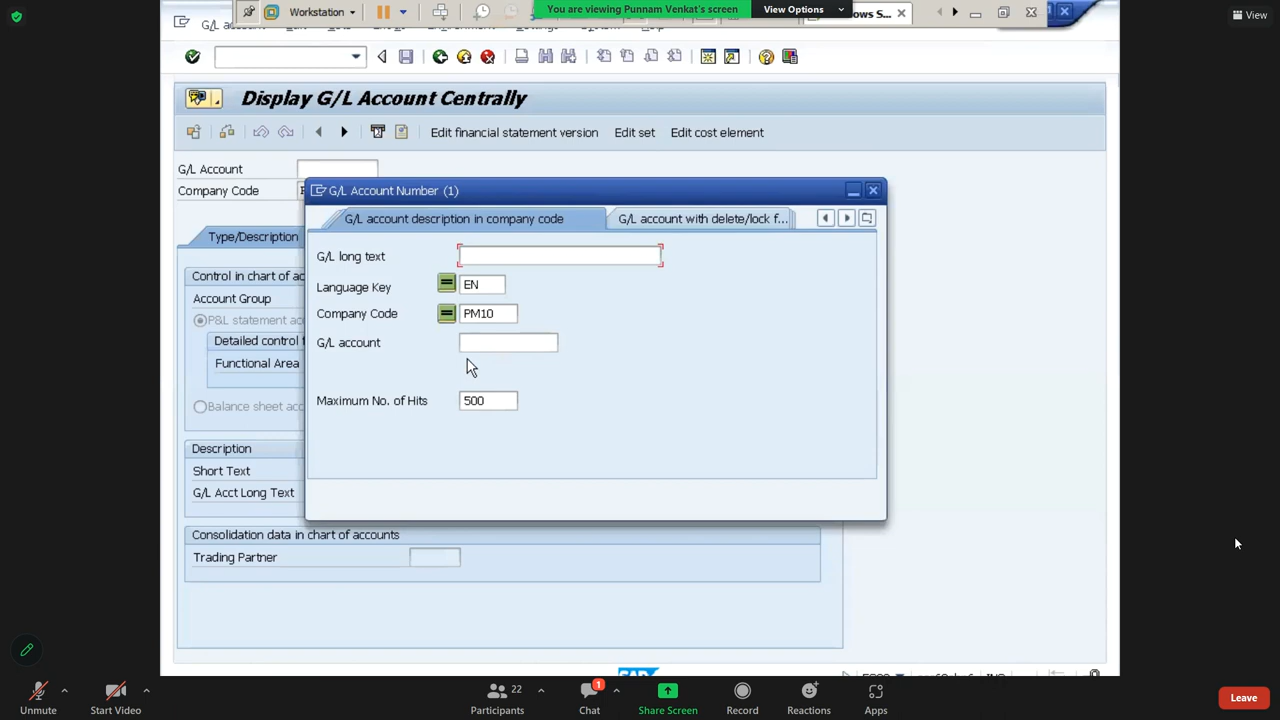 Workstation
You are viewing Punnam Venkat's screen
View Options
View
Display G/L Account Centrally
Edit financial statement version
Edit set
Edit cost element
G/L Account
Company Code
G/L Account Number (1)
G/L account description in company code
G/L account with delete/lock f...
Type/Description
G/L long text
Language Key
EN
Company Code
PM10
G/L account
Maximum No. of Hits
500
Control in chart of ac
Account Group
P&L statement ac
Detailed control f
Functional Area
Balance sheet acc
Description
Short Text
G/L Acct Long Text
Consolidation data in chart of accounts
Trading Partner
SAP
Unmute
Start Video
22
Participants
1
Chat
Share Screen
Record
Reactions
Apps
Leave